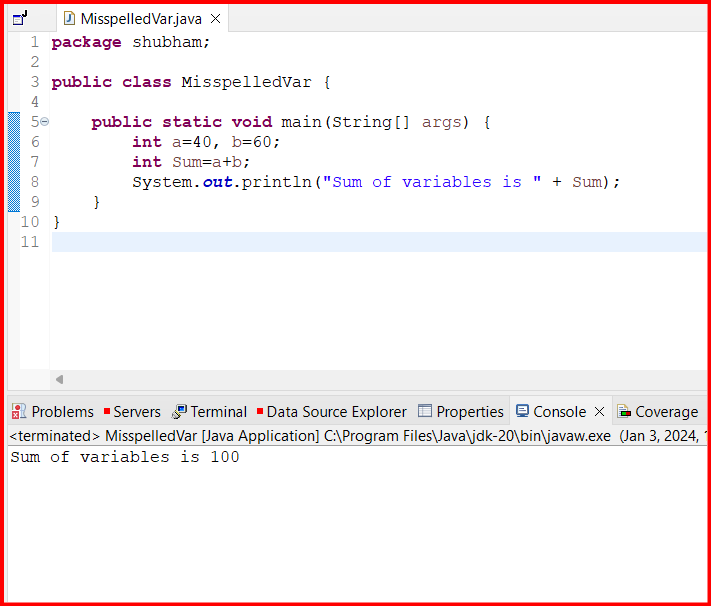 MisspelledVar.java
1 package shubham;
2
3 public class MisspelledVar {
4
5 public static void main(String[] args) {
6 int a=40, b=60;
7 int Sum=a+b;
8 System.out.println("Sum of variables is " + Sum);
9 }
10 }
11
Problems Servers Terminal Data Source Explorer Properties Console Coverage
<terminated> MisspelledVar [Java Application] C:\Program Files\Java\jdk-20\bin\javaw.exe (Jan 3, 2024,
Sum of variables is 100